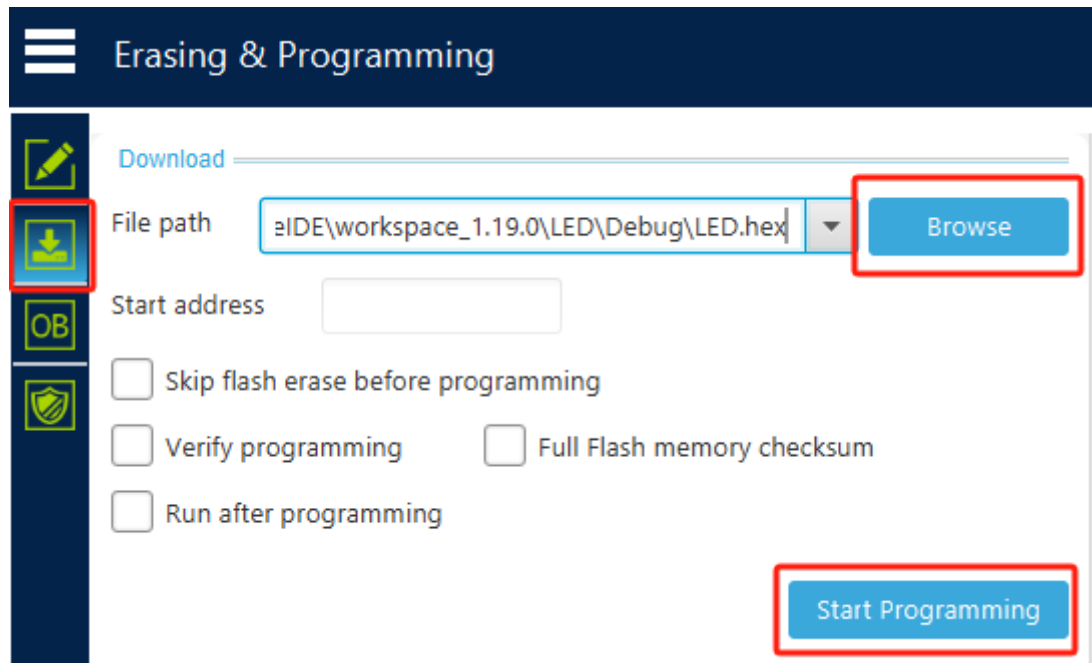 Erasing & Programming
Download
File path
eIDE\workspace_1.19.0\LED\Debug\LED.hex
Browse
Start address
OB
Skip flash erase before programming
Verify programming
Full Flash memory checksum
Run after programming
Start Programming